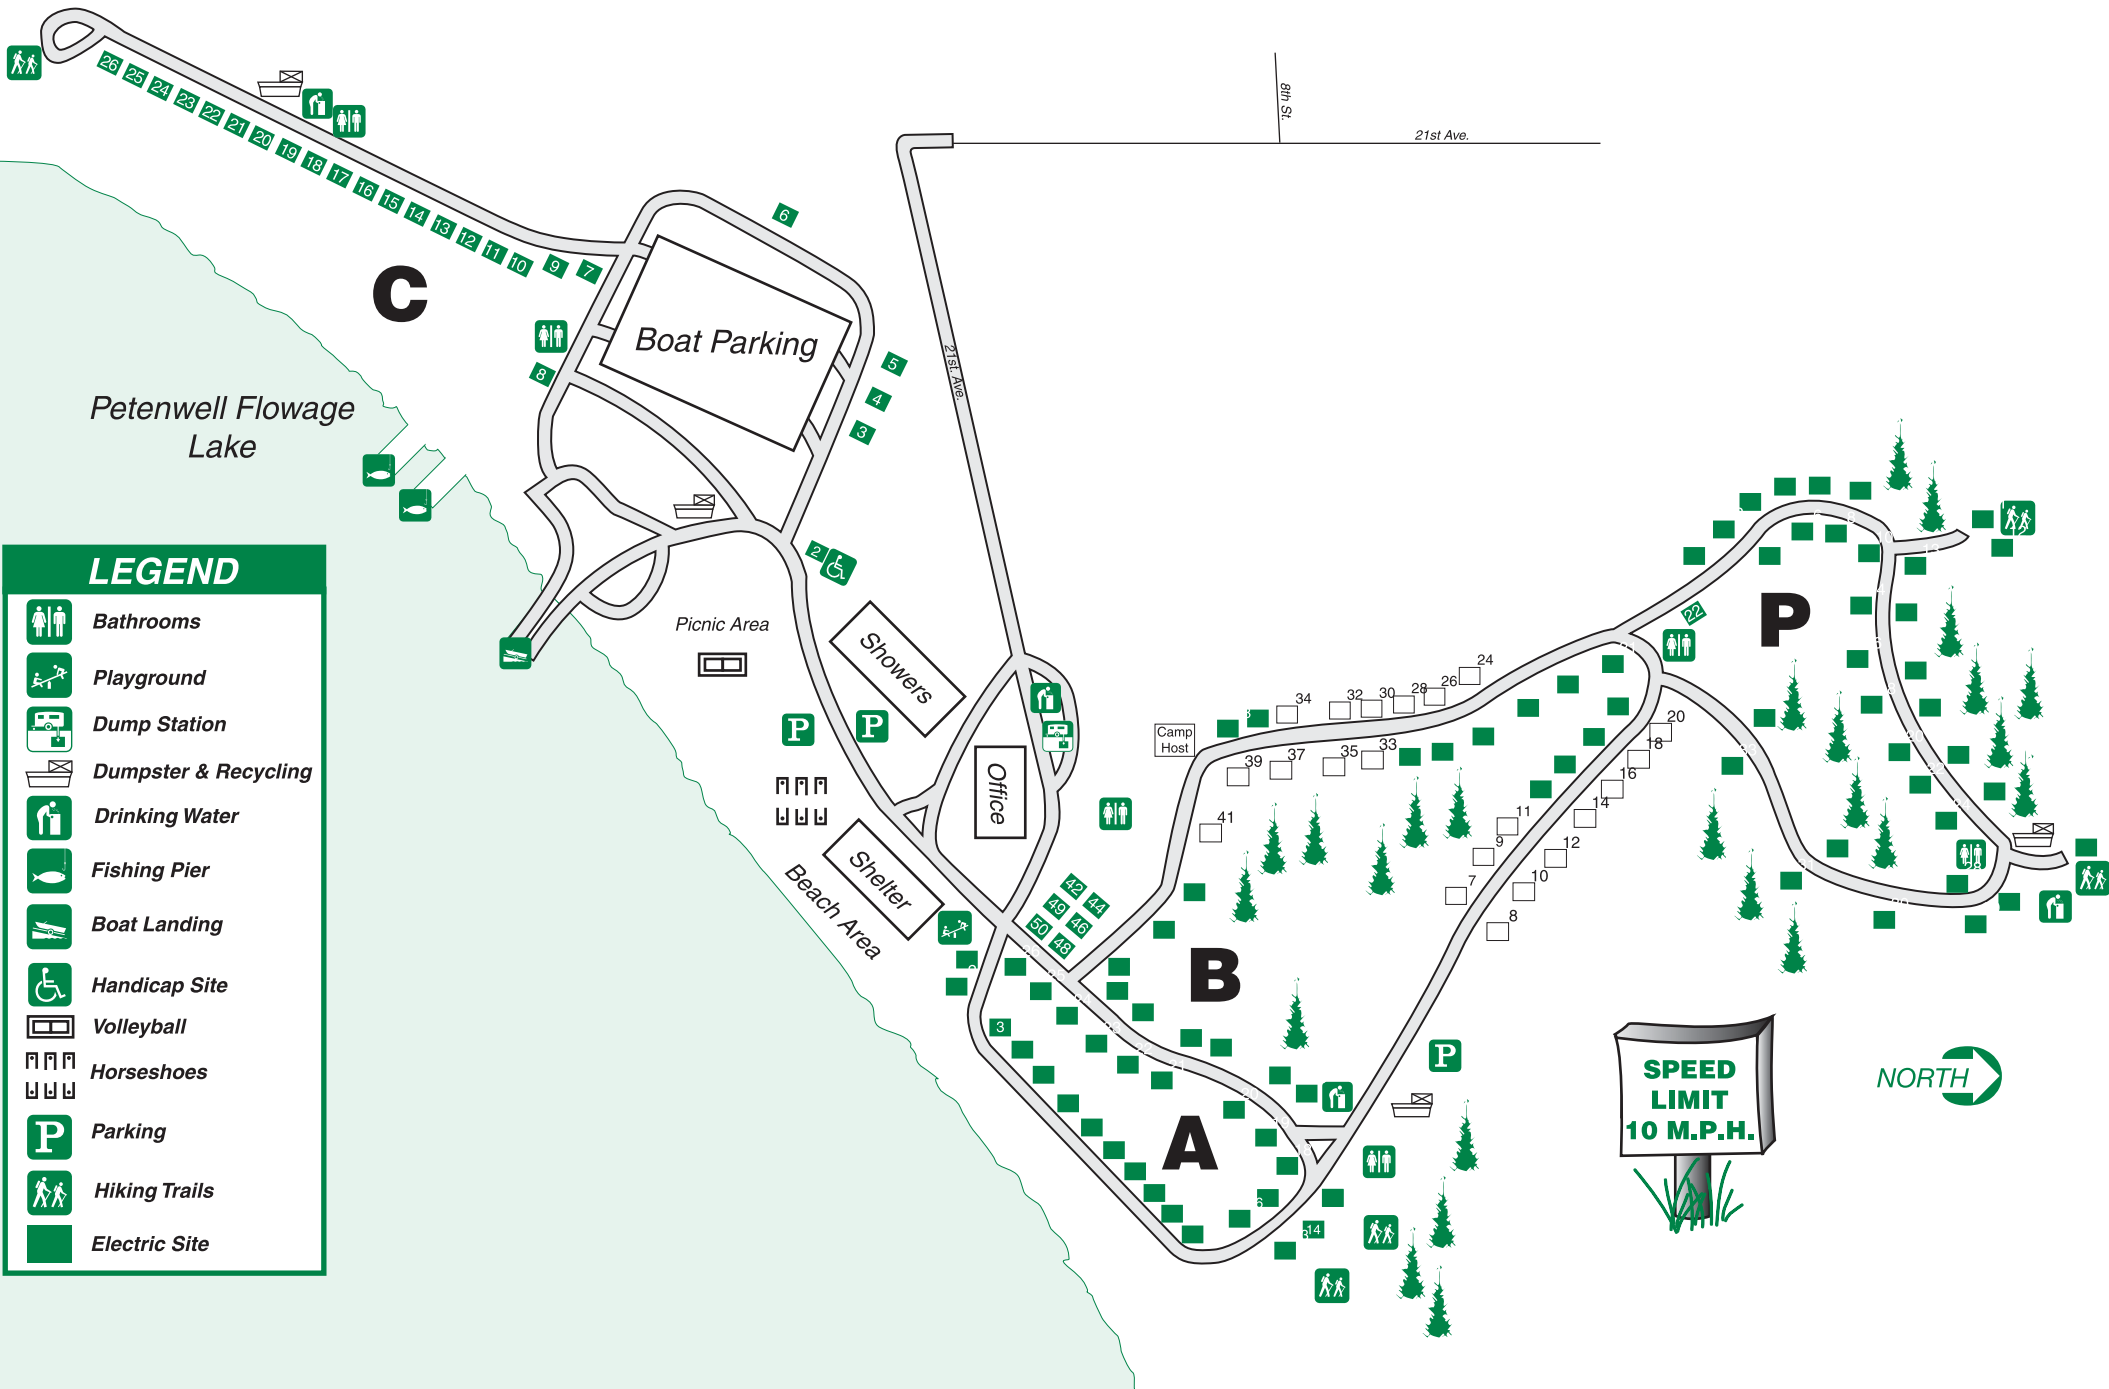 8th St.
21st Ave.
26
25
24
23
22
21
20
19
18
17
16
15
14
13
12
11
10
9
7
6
C
Boat Parking
8
5
4
3
21st. Ave.
Petenwell Flowage
Lake
2
Picnic Area
Showers
P
P
Office
Shelter
Beach Area
42
44
49
46
50
48
Camp
Host
34
32
30
28
26
24
39
37
35
33
41
20
18
16
14
12
10
8
11
9
7
22
P
B
A
3
14
P
LEGEND
Bathrooms
Playground
Dump Station
Dumpster & Recycling
Drinking Water
Fishing Pier
Boat Landing
Handicap Site
Volleyball
Horseshoes
P
Parking
Hiking Trails
Electric Site
SPEED
LIMIT
10 M.P.H.
NORTH